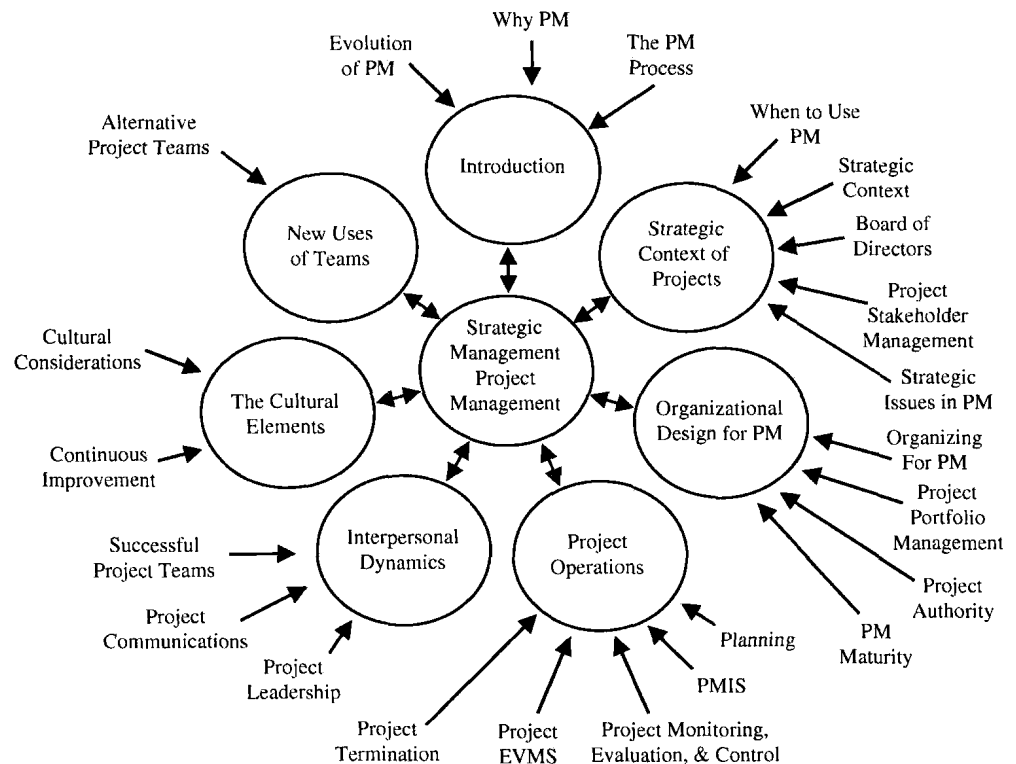 Why PM
Evolution
of PM
The PM
Process
Introduction
Alternative
Project Teams
New Uses
of Teams
When to Use
PM
Strategic
Context
Board of
Directors
Project
Stakeholder
Management
Strategic
Issues in PM
Strategic
Context of
Projects
Strategic
Management
Project
Management
Cultural
Considerations
Continuous
Improvement
The Cultural
Elements
Organizational
Design for PM
Organizing
For PM
Project
Portfolio
Management
Project
Authority
PM
Maturity
Interpersonal
Dynamics
Successful
Project Teams
Project
Communications
Project
Leadership
Project
Operations
Planning
PMIS
Project Monitoring,
Evaluation, & Control
Project
EVMS
Project
Termination